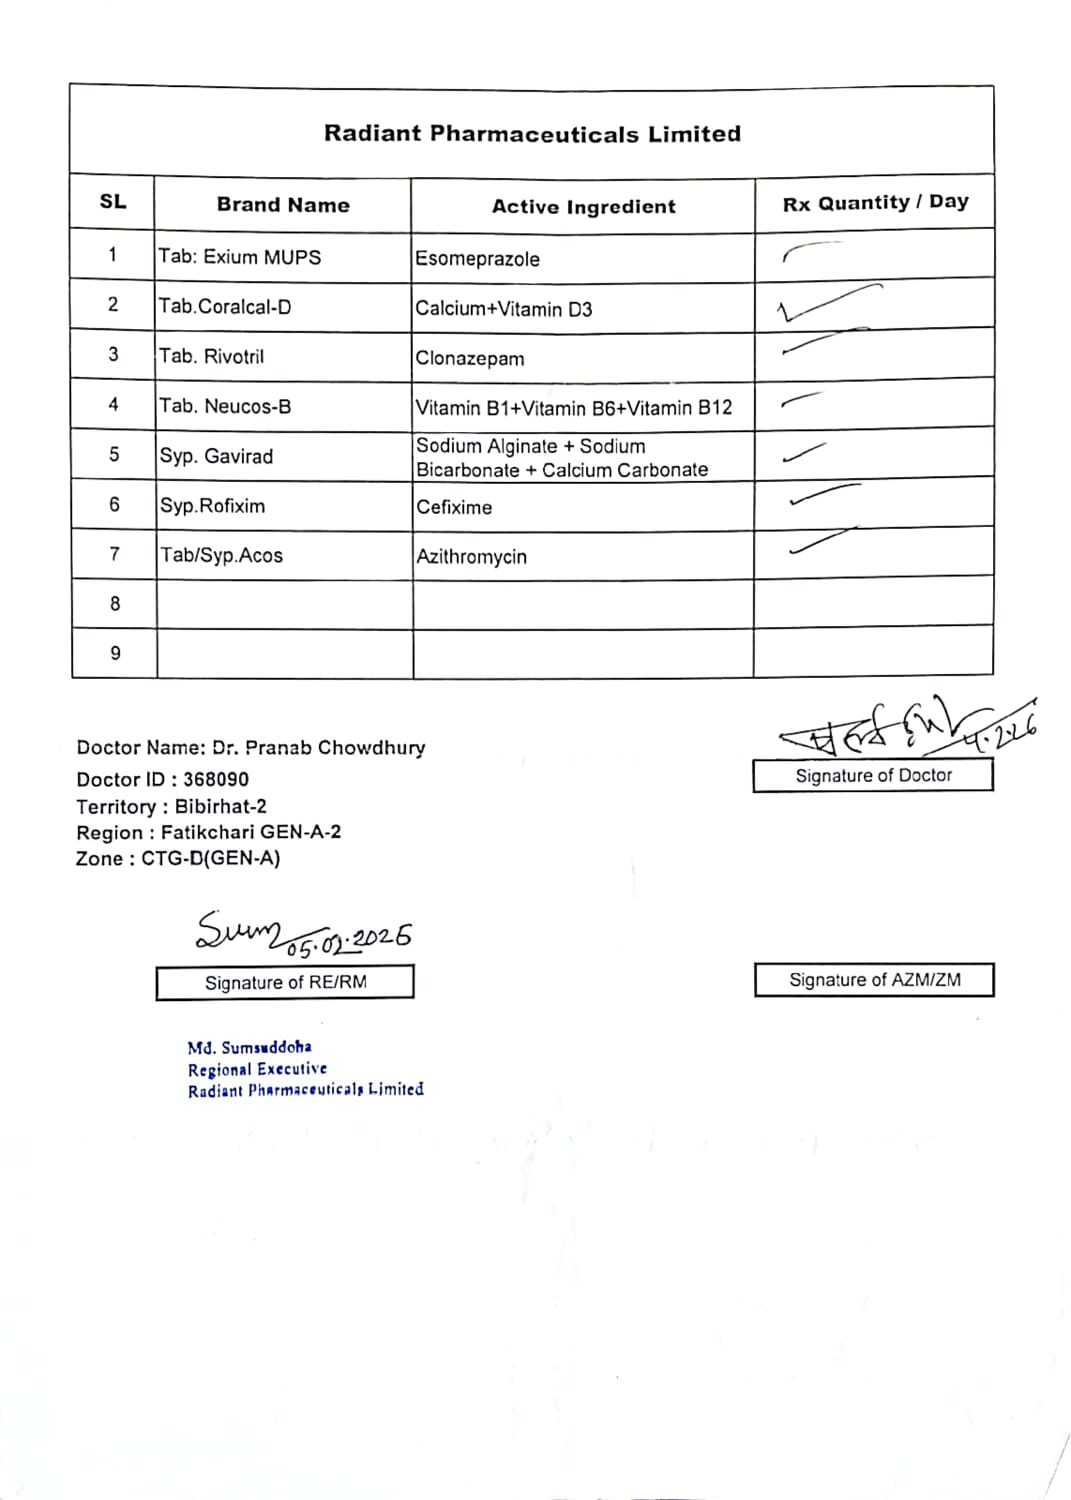 Radiant Pharmaceuticals Limited
SL Brand Name Active Ingredient Rx Quantity / Day
1 Tab: Exium MUPS Esomeprazole
2 Tab.Coralcal-D Calcium+Vitamin D3
3 Tab. Rivotril Clonazepam
4 Tab. Neucos-B Vitamin B1+Vitamin B6+Vitamin B12
5 Syp. Gavirad Sodium Alginate + Sodium
Bicarbonate + Calcium Carbonate
6 Syp.Rofixim Cefixime
7 Tab/Syp.Acos Azithromycin
8
9
4.2.26
Doctor Name: Dr. Pranab Chowdhury
Signature of Doctor
Doctor ID : 368090
Territory : Bibirhat-2
Region : Fatikchari GEN-A-2
Zone : CTG-D(GEN-A)
05.02.2026
Signature of RE/RM
Signature of AZM/ZM
Md. Sumsuddoha
Regional Executive
Radiant Pharmaceuticals Limited